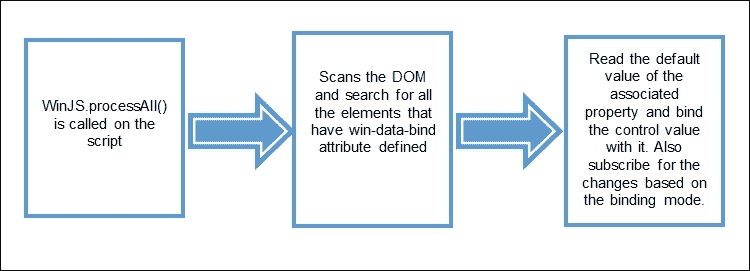 WinJS.processAll()
is called on the
script
Scans the DOM
and search for all
the elements that
have win-data-bind
attribute defined
Read the default
value of the
associated
property and bind
the control value
with it. Also
subscribe for the
changes based on
the binding mode.